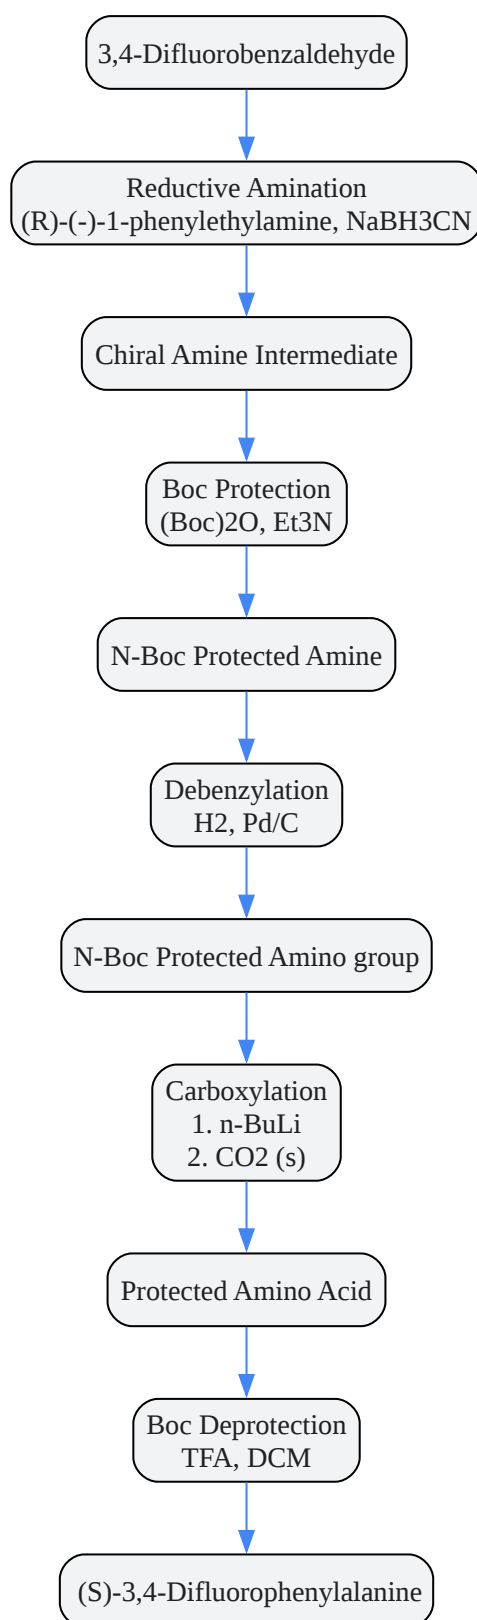 3,4-Difluorobenzaldehyde
Reductive Amination
(R)-(-)-1-phenylethylamine, NaBH3CN
Chiral Amine Intermediate
Boc Protection
(Boc)2O, Et3N
N-Boc Protected Amine
Debenzylation
H2, Pd/C
N-Boc Protected Amino group
Carboxylation
1. n-BuLi
2. CO2 (s)
Protected Amino Acid
Boc Deprotection
TFA, DCM
(S)-3,4-Difluorophenylalanine